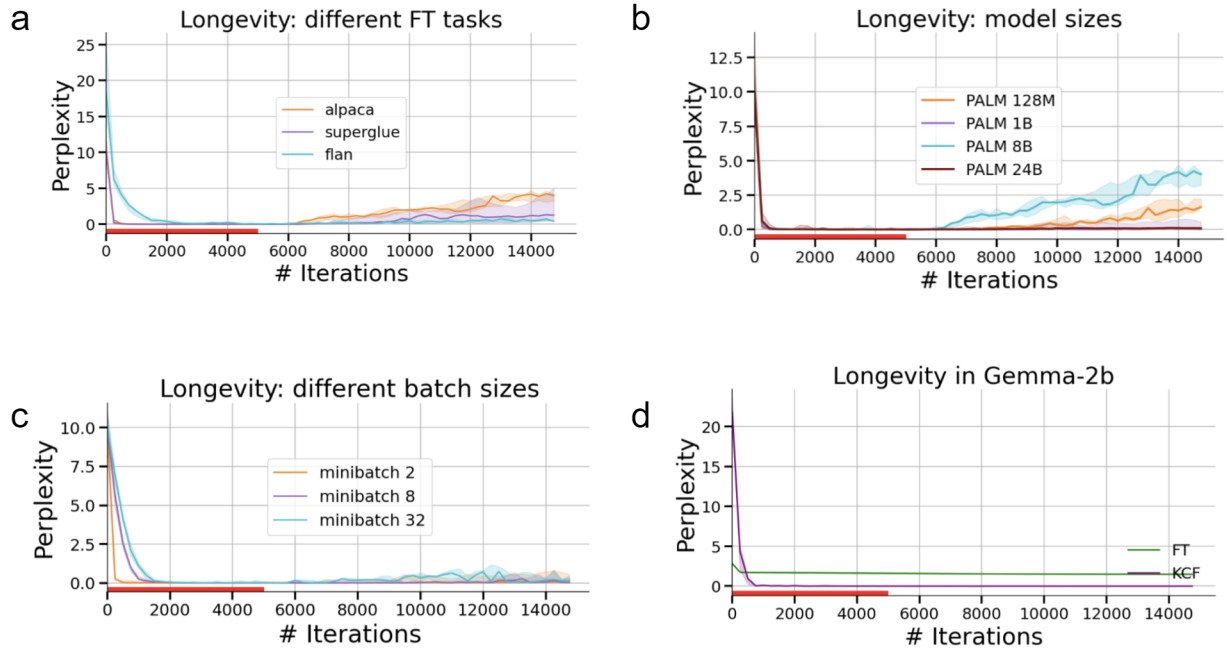 a
Longevity: different FT tasks
Perplexity
25
20
15
10
5
0
alpaca
superglue
flan
0 2000 4000 6000 8000 10000 12000 14000
# Iterations
b
Longevity: model sizes
Perplexity
12.5
10.0
7.5
5.0
2.5
0.0
PALM 128M
PALM 1B
PALM 8B
PALM 24B
0 2000 4000 6000 8000 10000 12000 14000
# Iterations
c
Longevity: different batch sizes
Perplexity
10.0
7.5
5.0
2.5
0.0
minibatch 2
minibatch 8
minibatch 32
0 2000 4000 6000 8000 10000 12000 14000
# Iterations
d
Longevity in Gemma-2b
Perplexity
20
15
10
5
0
FT
KCF
0 2000 4000 6000 8000 10000 12000 14000
# Iterations